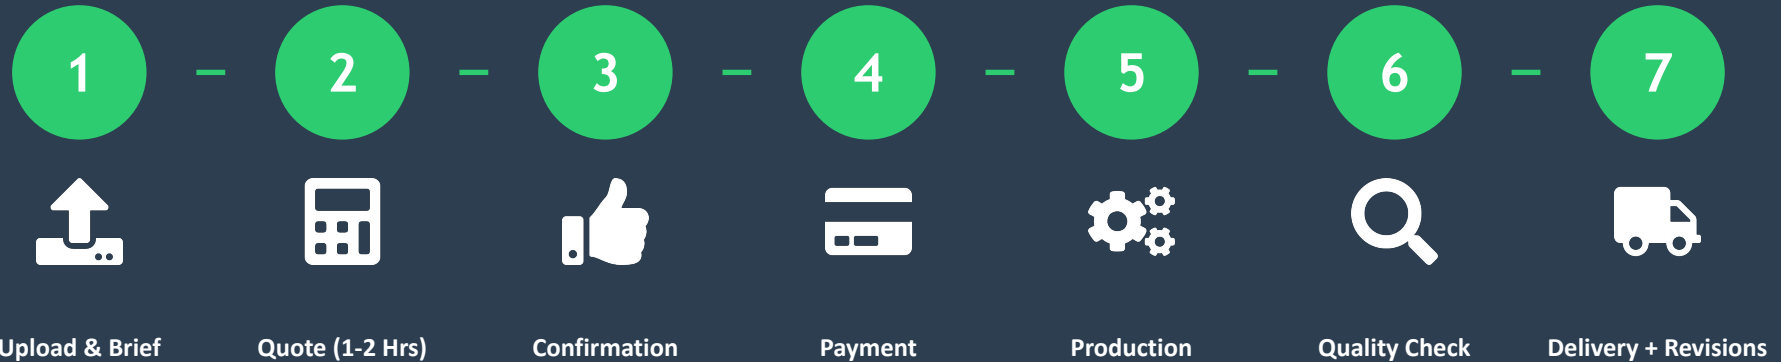 1 – 2 – 3 – 4 – 5 – 6 – 7
Upload & Brief Quote (1-2 Hrs) Confirmation Payment Production Quality Check Delivery + Revisions